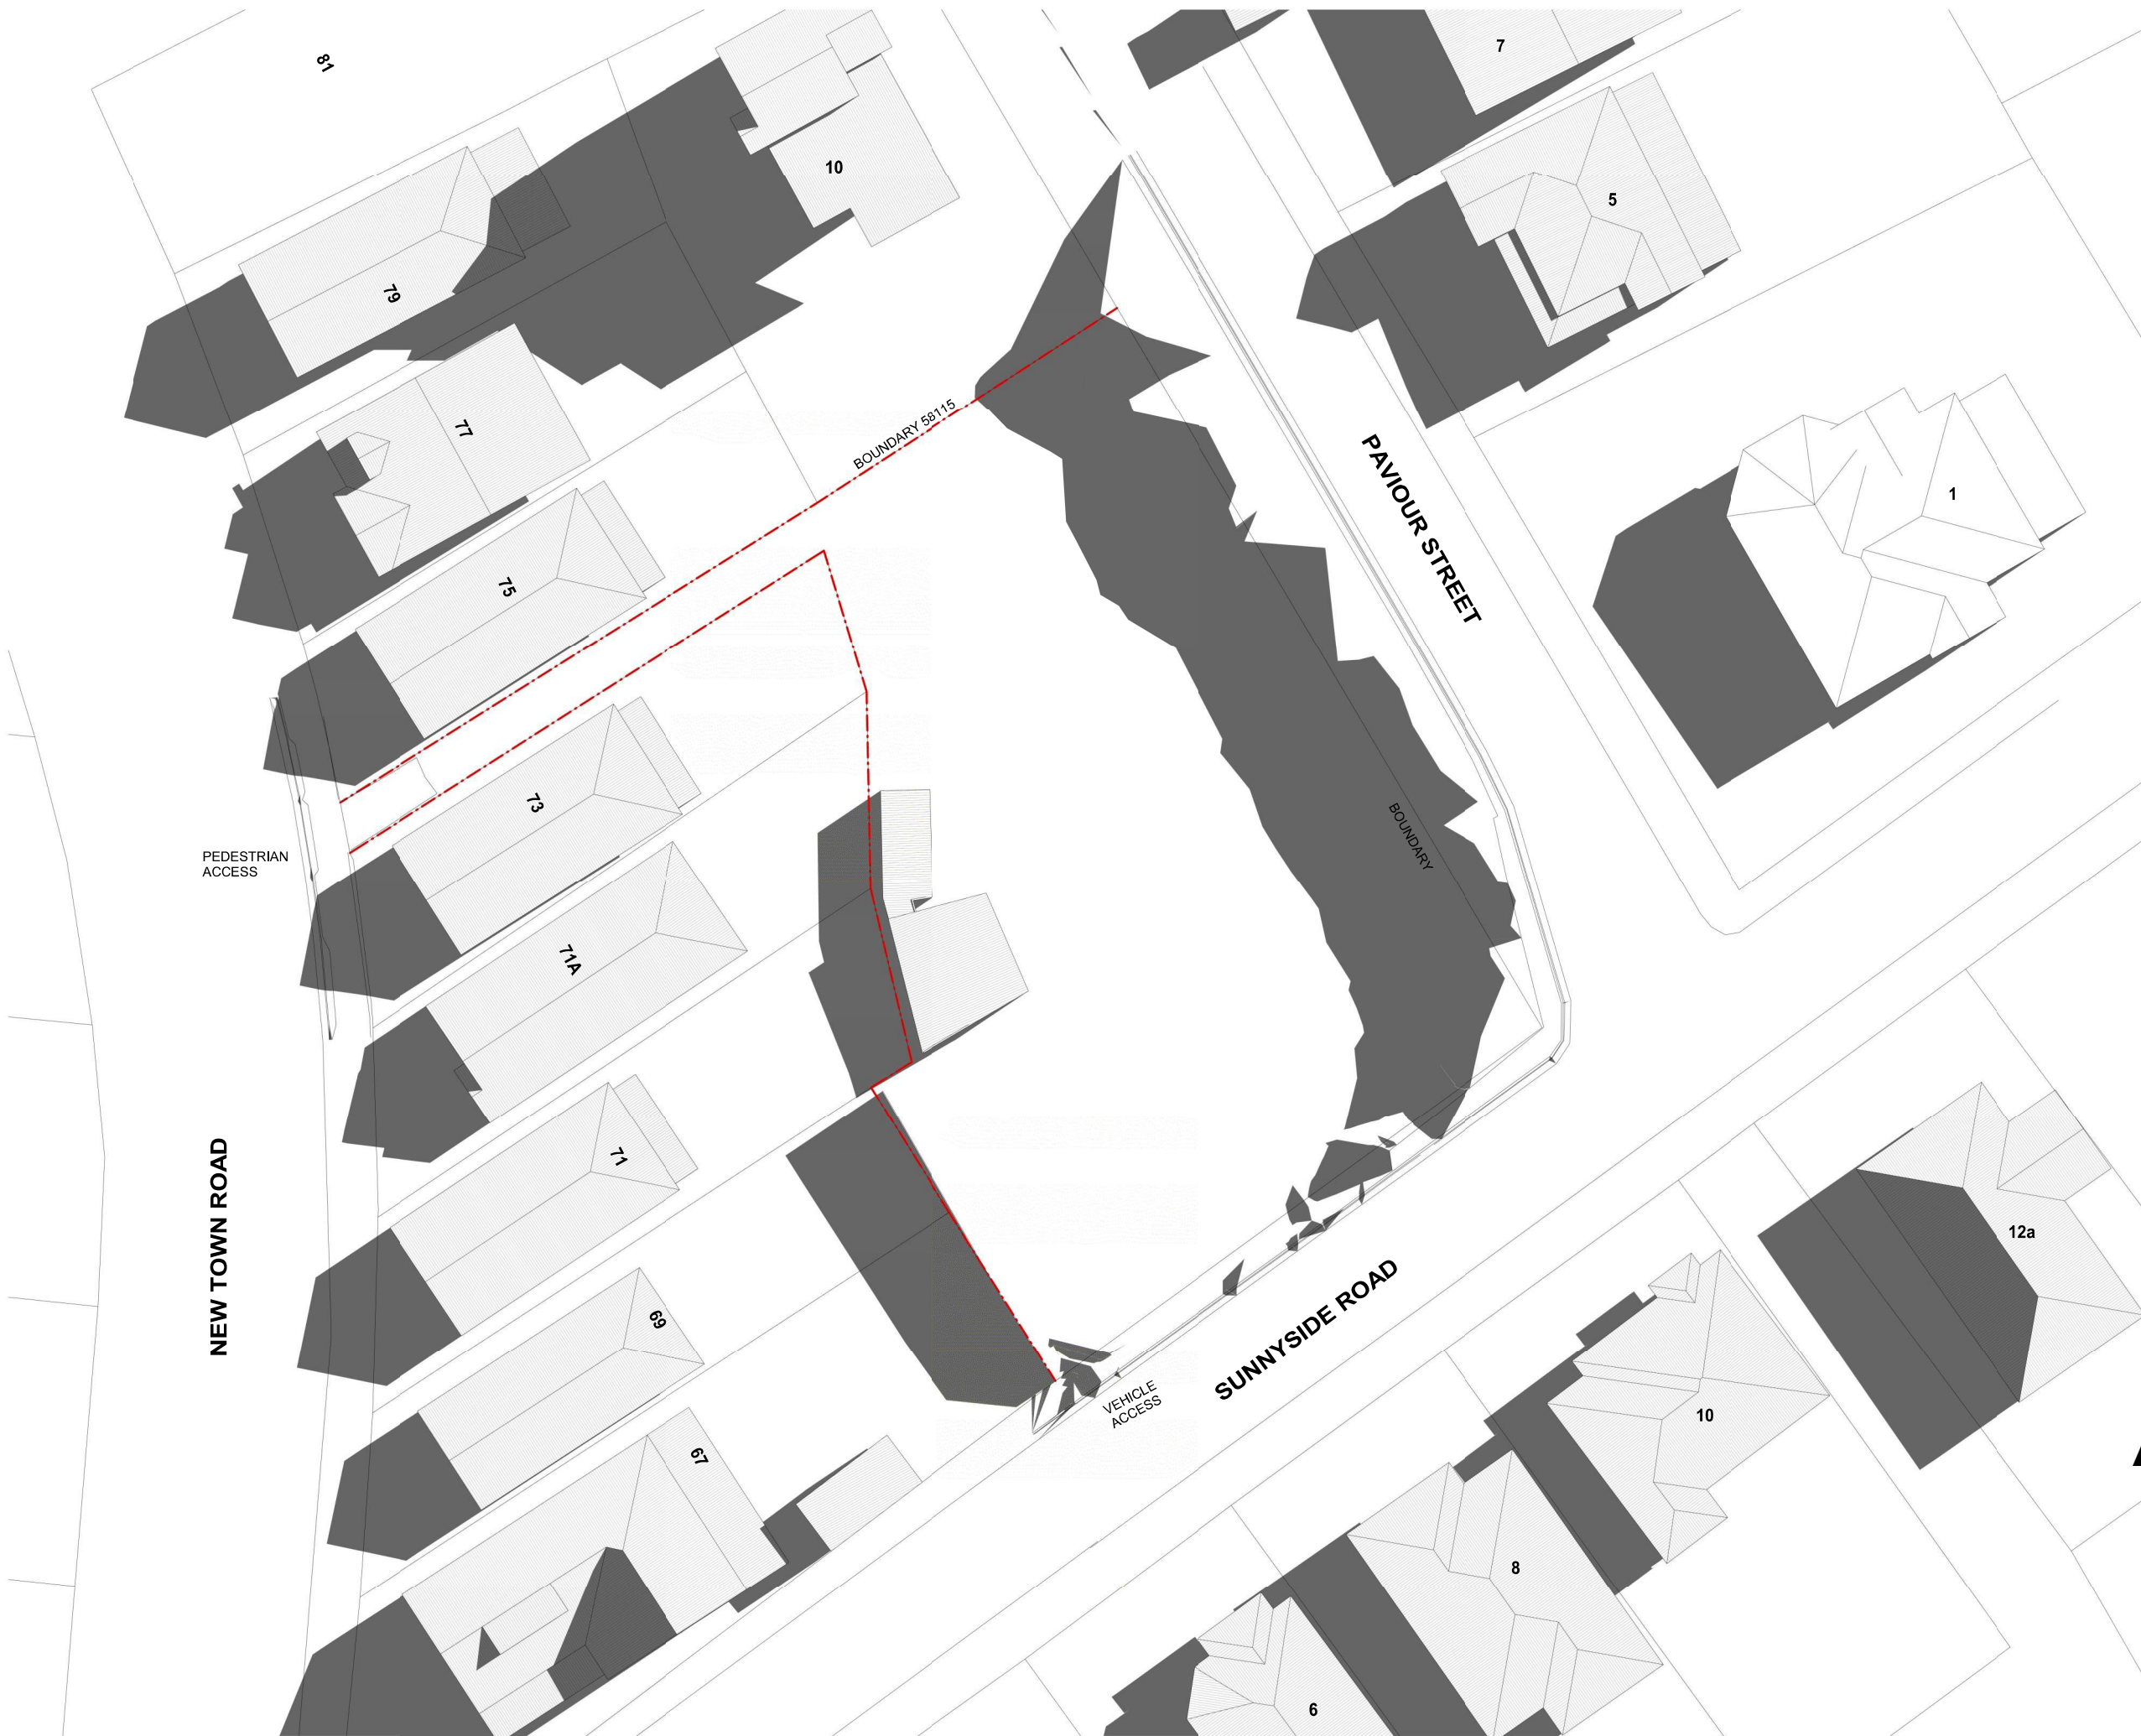 81
7
10
5
79
77
BOUNDARY 58115
PAVIOUR STREET
1
75
73
BOUNDARY
PEDESTRIAN
ACCESS
71A
71
NEW TOWN ROAD
12a
69
SUNNYSIDE ROAD
VEHICLE
ACCESS
10
67
8
6